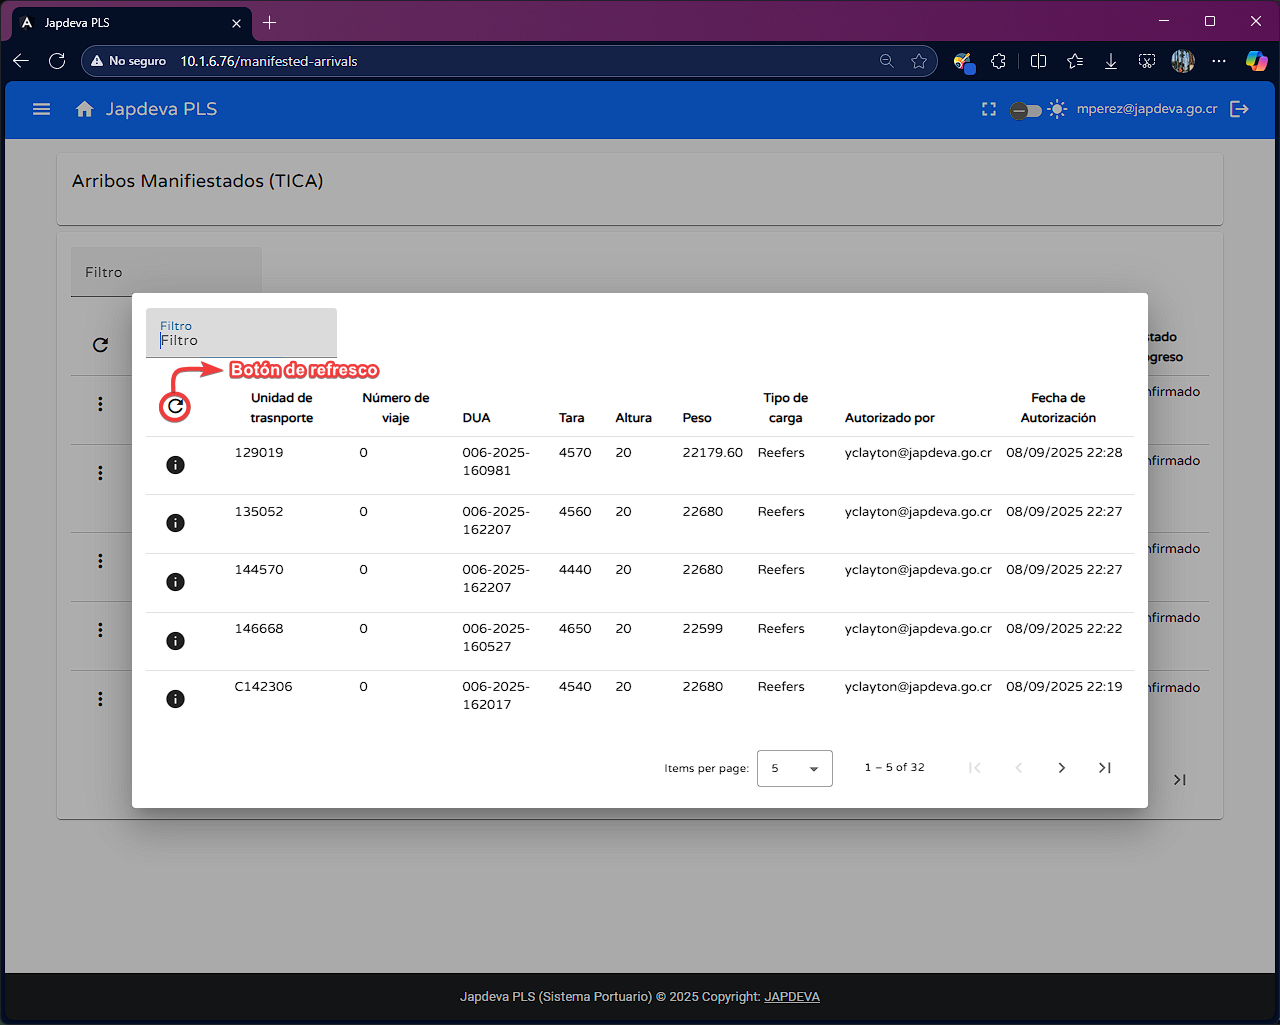 Japdeva PLS
No seguro 10.1.6.76/manifested-arrivals
Japdeva PLS mperez@japdeva.go.cr
Arribos Manifiestados (TICA)
Filtro
Filtro
Filtro
Botón de refresco
Unidad de trasnporte Número de viaje DUA Tara Altura Peso Tipo de carga Autorizado por Fecha de Autorización
129019 0 006-2025-160981 4570 20 22179.60 Reefers yclayton@japdeva.go.cr 08/09/2025 22:28
135052 0 006-2025-162207 4560 20 22680 Reefers yclayton@japdeva.go.cr 08/09/2025 22:27
144570 0 006-2025-162207 4440 20 22680 Reefers yclayton@japdeva.go.cr 08/09/2025 22:27
146668 0 006-2025-160527 4650 20 22599 Reefers yclayton@japdeva.go.cr 08/09/2025 22:22
C142306 0 006-2025-162017 4540 20 22680 Reefers yclayton@japdeva.go.cr 08/09/2025 22:19
Items per page: 5 1 – 5 of 32
Japdeva PLS (Sistema Portuario) © 2025 Copyright: JAPDEVA